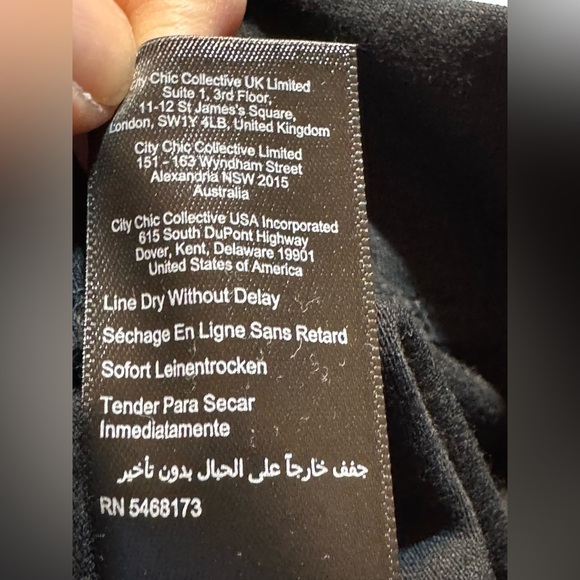 City Chic Collective UK Limited
Suite 1, 3rd Floor,
11-12 St James's Square,
London, SW1Y 4LB, United Kingdom
City Chic Collective Limited
151 - 163 Wyndham Street
Alexandria NSW 2015
Australia
City Chic Collective USA Incorporated
615 South DuPont Highway
Dover, Kent, Delaware 19901
United States of America
Line Dry Without Delay
Séchage En Ligne Sans Retard
Sofort Leinentrocken
Tender Para Secar
Inmediatamente
جفف خارجاً على الحبال بدون تأخير
RN 5468173